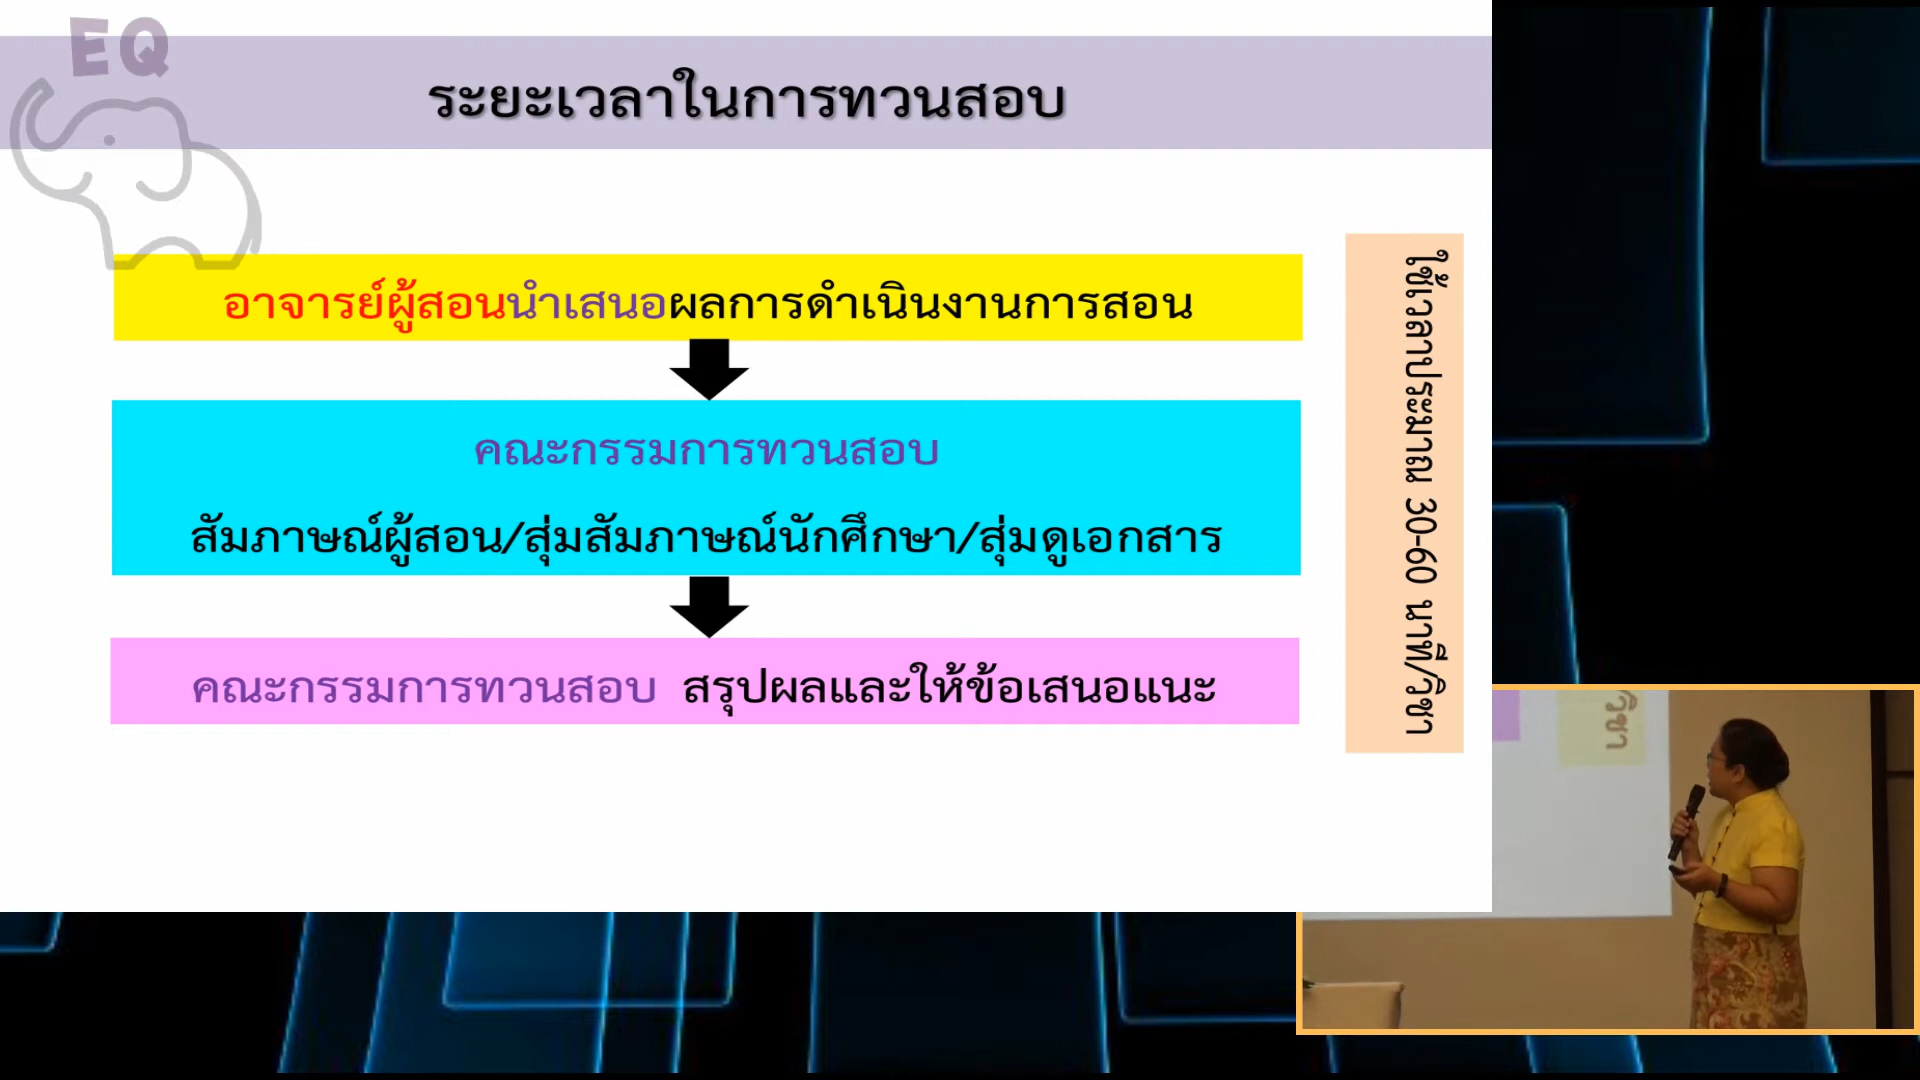 EQ
ระยะเวลาในการทวนสอบ
อาจารย์ผู้สอนนำเสนอผลการดำเนินงานการสอน
คณะกรรมการทวนสอบ
สัมภาษณ์ผู้สอน/สุ่มสัมภาษณ์นักศึกษา/สุ่มดูเอกสาร
คณะกรรมการทวนสอบ สรุปผลและให้ข้อเสนอแนะ
ใช้เวลาประมาณ 30-60 นาที/วิชา
วิชา